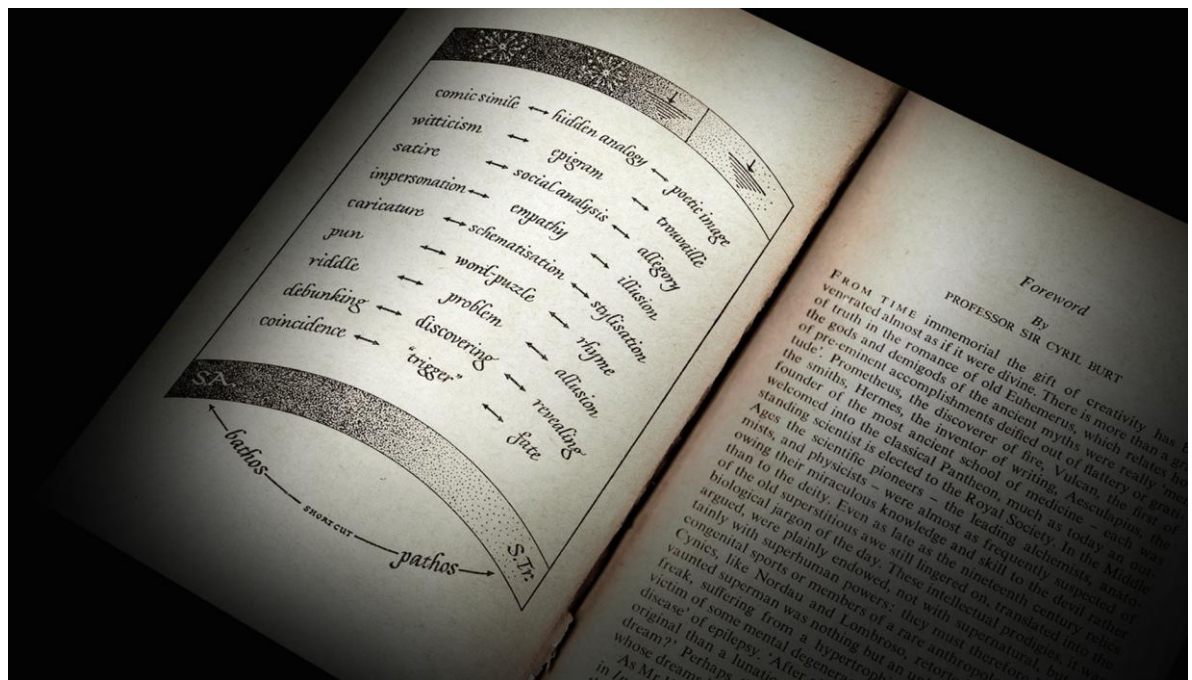 comic simile ↔ hidden analogy ↔ poetic image
witticism ↔ epigram ↔ trouvaille
satire ↔ social analysis ↔ allegory
impersonation ↔ empathy ↔ illusion
caricature ↔ schematisation ↔ stylisation
pun ↔ word-puzzle ↔ rhyme
riddle ↔ problem ↔ allusion
debunking ↔ discovering ↔ revealing
coincidence ↔ "trigger" ↔ fate
S.A.
S.Tr.
bathos
SHORTCUT
pathos
Foreword
By
PROFESSOR SIR CYRIL BURT
FROM TIME immemorial the gift of creativity has
venerated almost as if it were divine. There is more than a
of truth in the romance of old Euhemerus, which relates
the gods and demigods of the ancient myths were really
of pre-eminent accomplishments deified out of flattery or
tude'. Prometheus, the discoverer of fire, Vulcan, the first of
the smiths, Hermes, the inventor of writing, Aesculapius, the
founder of the most ancient school of medicine – each was
welcomed into the classical Pantheon, much as today an out-
standing scientist is elected to the Royal Society. In the Middle
Ages the scientific pioneers – the leading alchemists, anato-
mists, and physicists – were almost as frequently suspected of
owing their miraculous knowledge and skill to the devil rather
than to the deity. Even as late as the nineteenth century relics
of the old superstitious awe still lingered on, translated into the
biological jargon of the day. These intellectual prodigies, it was
argued, were plainly endowed, not with supernatural, but
tainly with superhuman powers: they must therefore
congenital sports or members of a rare
Cynics, like Nordau and Lombroso,
vaunted superman was nothing but an
freak, suffering from a
victim of some mental
disease' of epilepsy. 'After
original than a lunatic
dream?' Perhaps
whose dreams
As Mr
in